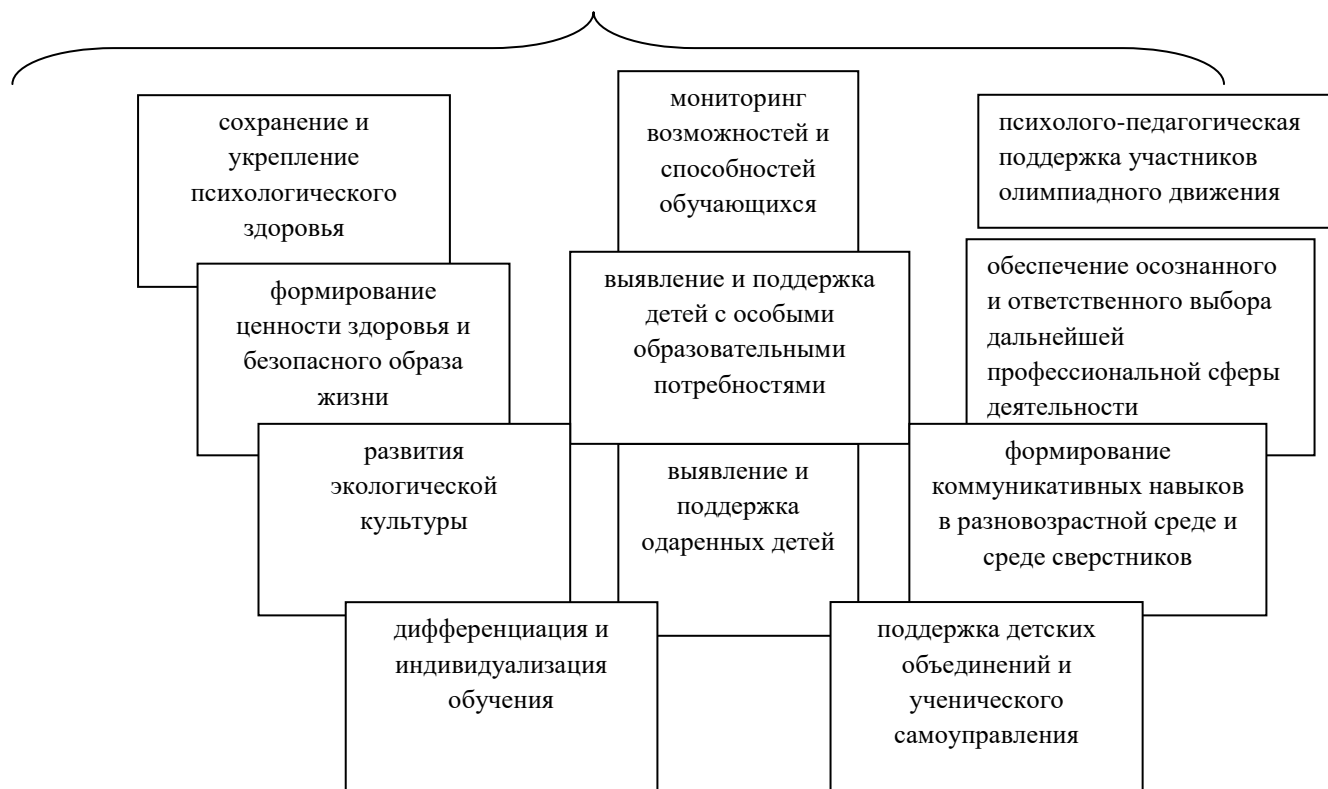 сохранение и
укрепление
психологического
здоровья
формирование
ценности здоровья и
безопасного образа
жизни
развития
экологической
культуры
дифференциация и
индивидуализация
обучения
мониторинг
возможностей и
способностей
обучающихся
выявление и поддержка
детей с особыми
образовательными
потребностями
выявление и
поддержка
одаренных детей
психолого-педагогическая
поддержка участников
олимпиадного движения
обеспечение осознанного
и ответственного выбора
дальнейшей
профессиональной сферы
деятельности
формирование
коммуникативных навыков
в разновозрастной среде и
среде сверстников
поддержка детских
объединений и
ученического
самоуправления